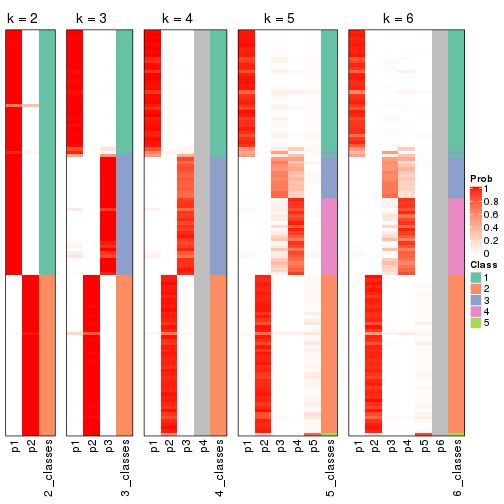 k = 2
k = 3
k = 4
k = 5
k = 6
Prob
1
0.8
0.6
0.4
0.2
0
Class
1
2
3
4
5
p1
p2
2_classes
p1
p2
p3
3_classes
p1
p2
p3
p4
4_classes
p1
p2
p3
p4
p5
5_classes
p1
p2
p3
p4
p5
p6
6_classes